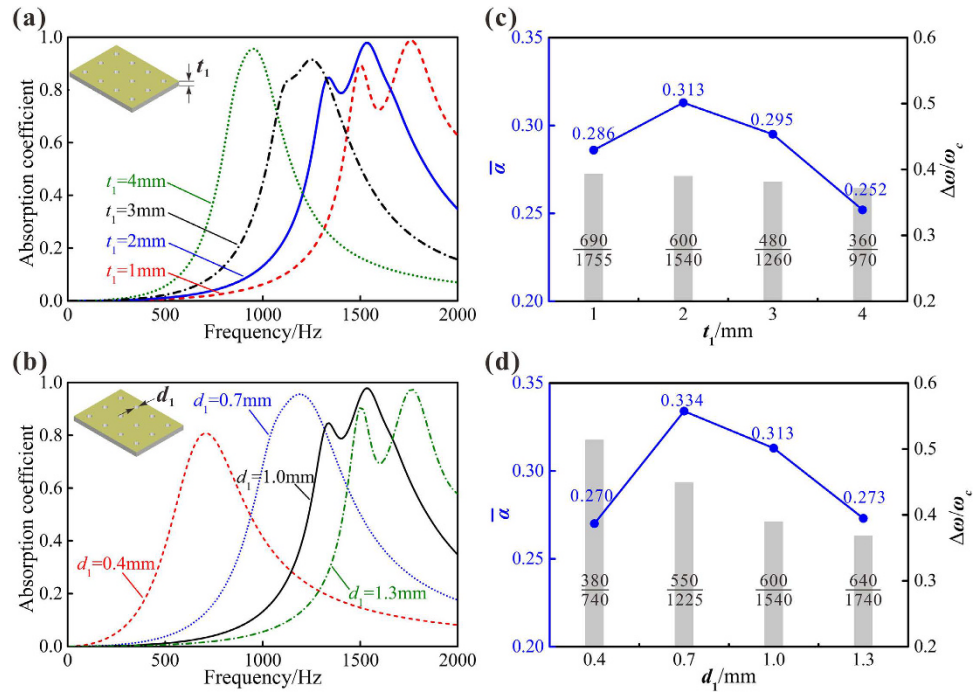 (a)
1.0
0.8
0.6
0.4
0.2
0.0
Absorption coefficient
t₁
t₁=4mm
t₁=3mm
t₁=2mm
t₁=1mm
0 500 1000 1500 2000
Frequency/Hz
(c)
0.35
0.30
0.25
0.20
ᾱ
0.286
0.313
0.295
0.252
690
1755
600
1540
480
1260
360
970
0.6
0.5
0.4
0.3
0.2
Δω/ω_c
1 2 3 4
t₁/mm
(b)
1.0
0.8
0.6
0.4
0.2
0.0
Absorption coefficient
d₁
d₁=0.7mm
d₁=1.0mm
d₁=0.4mm
d₁=1.3mm
0 500 1000 1500 2000
Frequency/Hz
(d)
0.35
0.30
0.25
0.20
ᾱ
0.270
0.334
0.313
0.273
380
740
550
1225
600
1540
640
1740
0.6
0.5
0.4
0.3
0.2
Δω/ω_c
0.4 0.7 1.0 1.3
d₁/mm